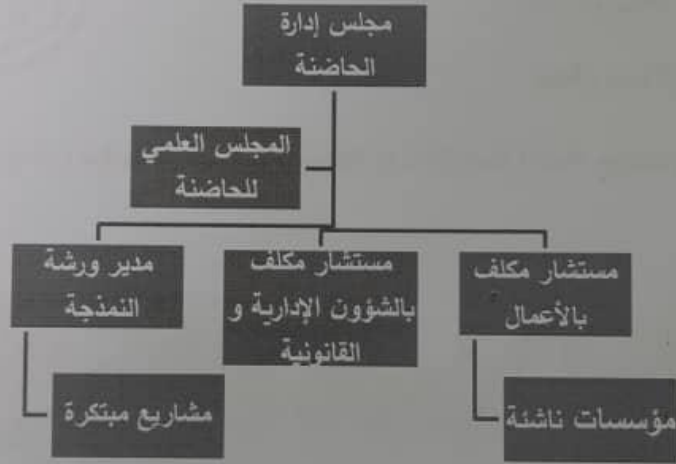 مجلس إدارة
الحاضنة
المجلس العلمي
للحاضنة
مستشار مكلف
بالأعمال
مستشار مكلف
بالشؤون الإدارية و
القانونية
مدير ورشة
النمذجة
مؤسسات ناشئة
مشاريع مبتكرة